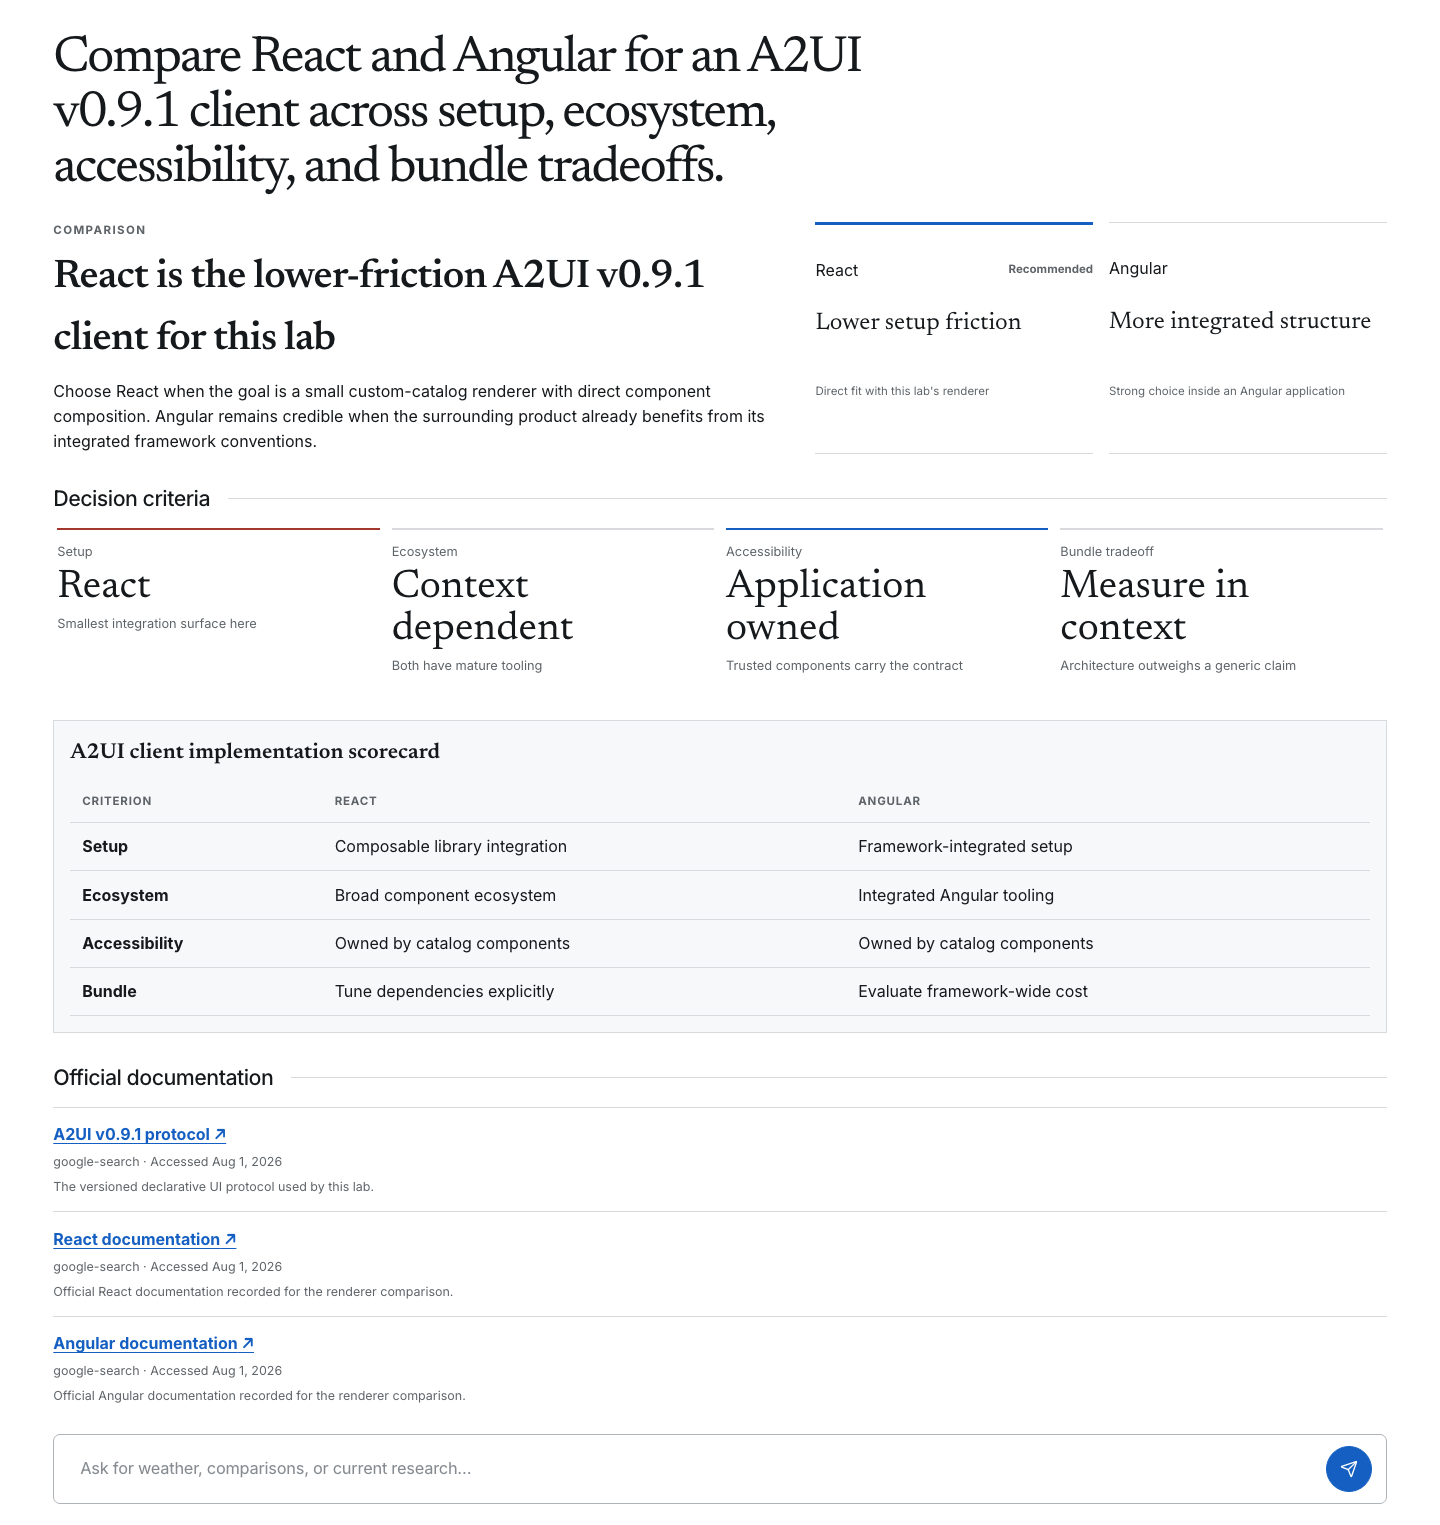 Compare React and Angular for an A2UI
v0.9.1 client across setup, ecosystem,
accessibility, and bundle tradeoffs.
COMPARISON
React is the lower-friction A2UI v0.9.1
client for this lab
Choose React when the goal is a small custom-catalog renderer with direct component
composition. Angular remains credible when the surrounding product already benefits from its
integrated framework conventions.
React
Recommended
Lower setup friction
Direct fit with this lab's renderer
Angular
More integrated structure
Strong choice inside an Angular application
Decision criteria
Setup
React
Smallest integration surface here
Ecosystem
Context
dependent
Both have mature tooling
Accessibility
Application
owned
Trusted components carry the contract
Bundle tradeoff
Measure in
context
Architecture outweighs a generic claim
A2UI client implementation scorecard
CRITERION REACT ANGULAR
Setup Composable library integration Framework-integrated setup
Ecosystem Broad component ecosystem Integrated Angular tooling
Accessibility Owned by catalog components Owned by catalog components
Bundle Tune dependencies explicitly Evaluate framework-wide cost
Official documentation
A2UI v0.9.1 protocol ↗
google-search · Accessed Aug 1, 2026
The versioned declarative UI protocol used by this lab.
React documentation ↗
google-search · Accessed Aug 1, 2026
Official React documentation recorded for the renderer comparison.
Angular documentation ↗
google-search · Accessed Aug 1, 2026
Official Angular documentation recorded for the renderer comparison.
Ask for weather, comparisons, or current research...